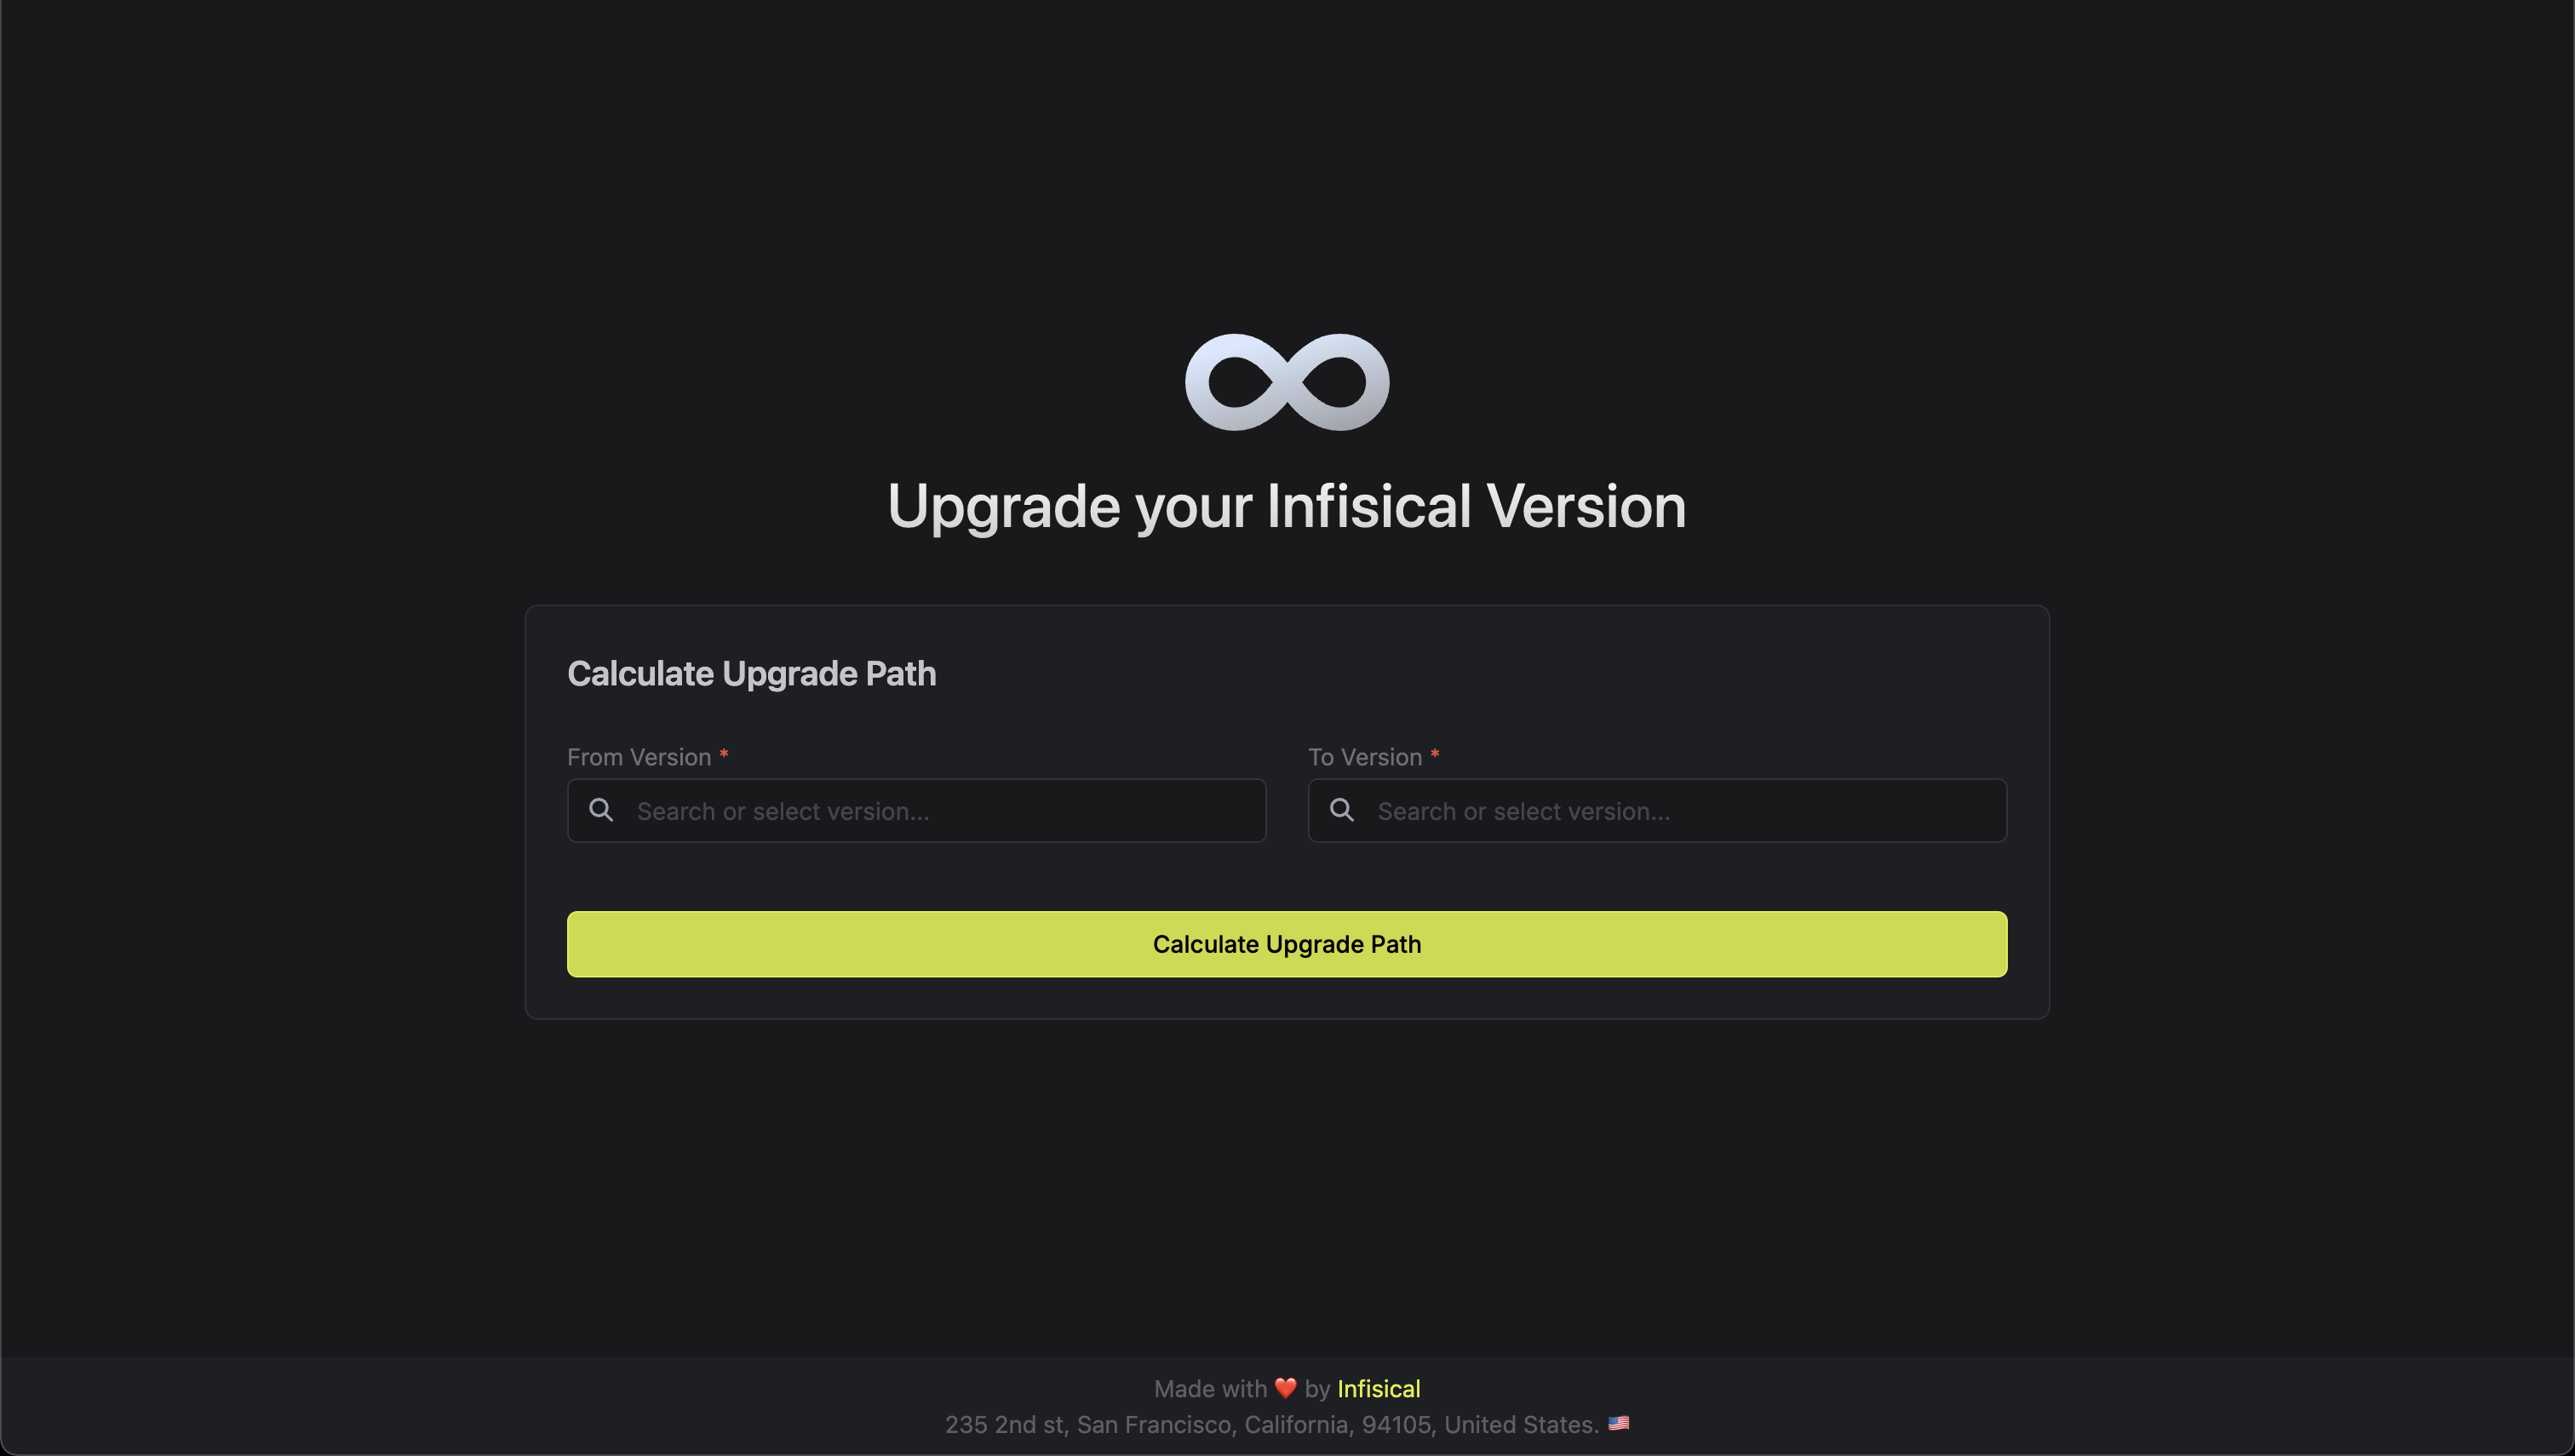 Upgrade your Infisical Version
Calculate Upgrade Path
From Version *
To Version *
Search or select version...
Search or select version...
Calculate Upgrade Path
Made with ❤️ by Infisical
235 2nd st, San Francisco, California, 94105, United States. 🇺🇸